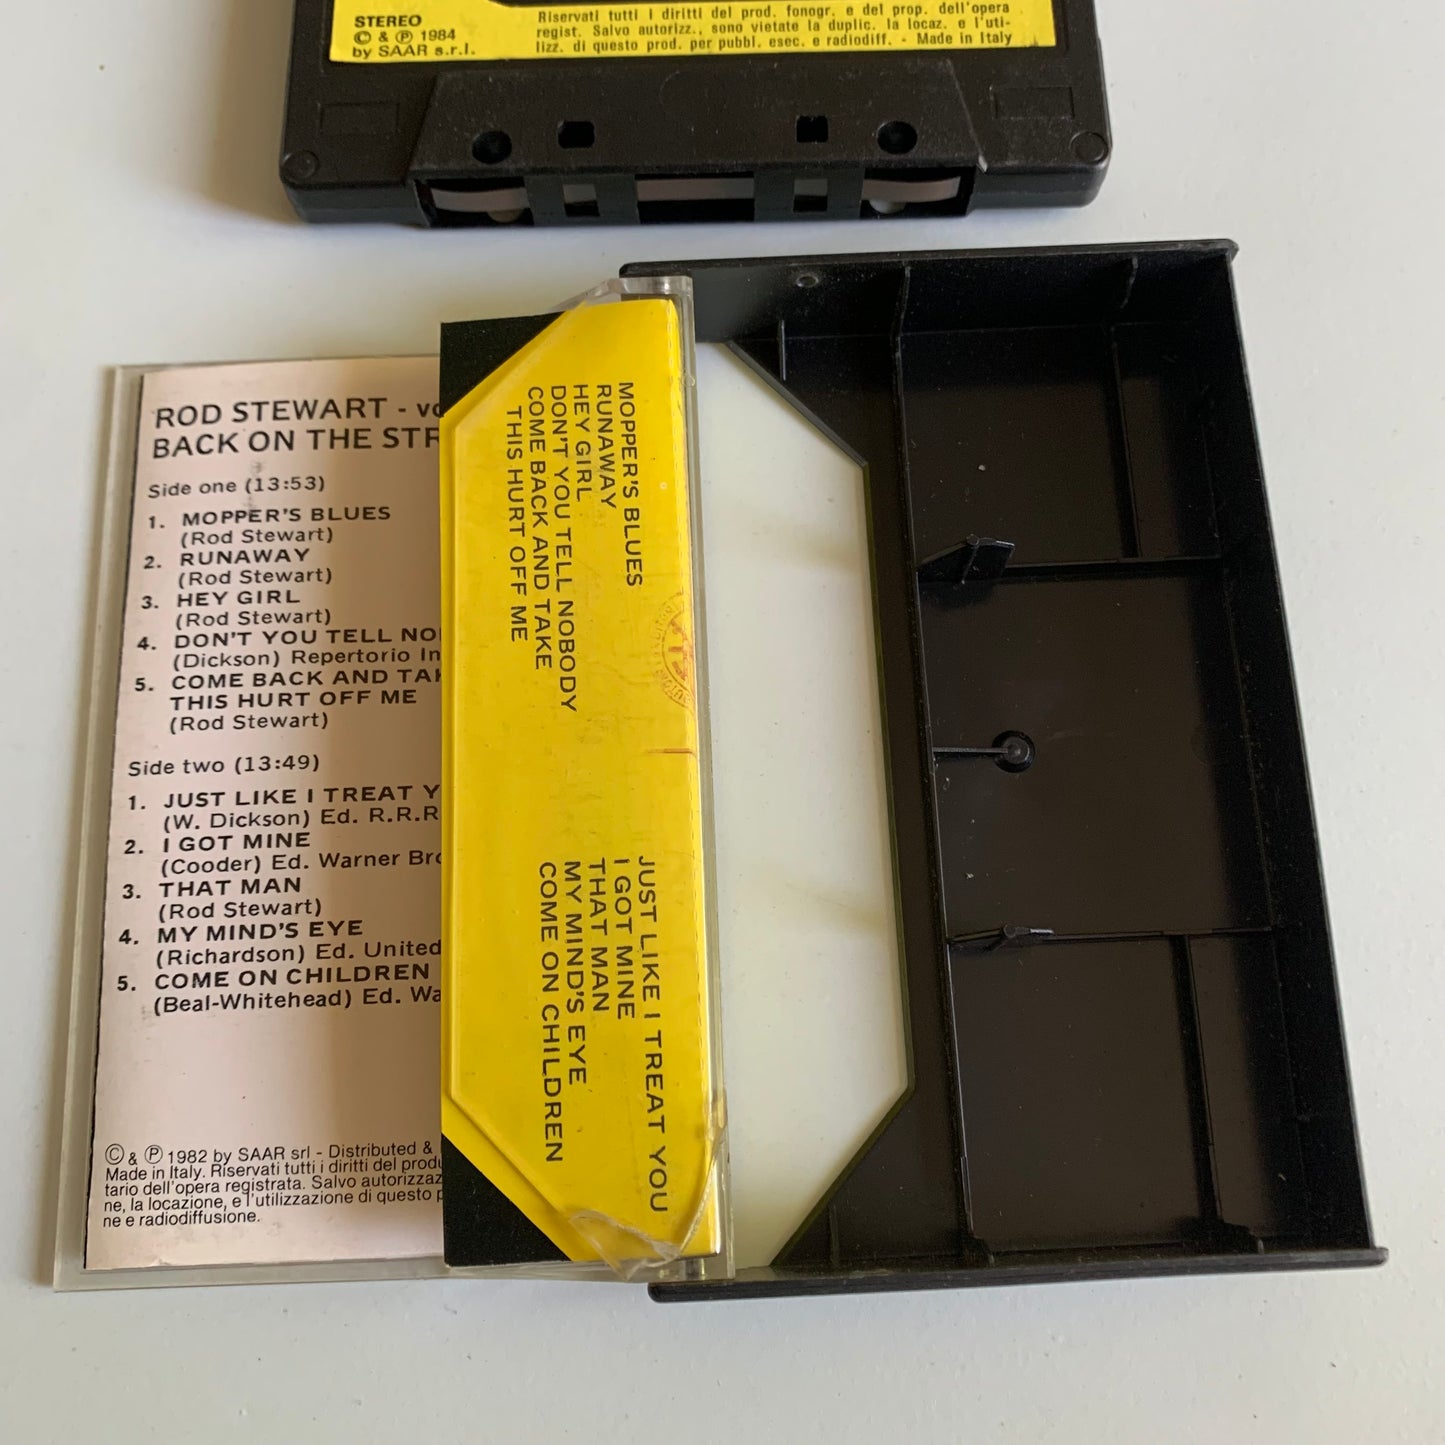 STEREO
© & Ⓟ 1984
by SAAR s.r.l.
Riservati tutti i diritti del prod. fonogr. e del prop. dell'opera
regist. Salvo autorizz., sono vietate la duplic. la locaz. e l'uti-
lizz. di questo prod. per pubbl. esec. e radiodiff. - Made in Italy
ROD STEWART -
BACK ON THE STR
Side one (13:53)
1. MOPPER'S BLUES
(Rod Stewart)
2. RUNAWAY
(Rod Stewart)
3. HEY GIRL
(Rod Stewart)
4. DON'T YOU TELL NO
(Dickson) Repertorio In
5. COME BACK AND TAK
THIS HURT OFF ME
(Rod Stewart)
Side two (13:49)
1. JUST LIKE I TREAT Y
(W. Dickson) Ed. R.R.R
2. I GOT MINE
(Cooder) Ed. Warner Bro
3. THAT MAN
(Rod Stewart)
4. MY MIND'S EYE
(Richardson) Ed. United
5. COME ON CHILDREN
(Beal-Whitehead) Ed. Wa
© & Ⓟ 1982 by SAAR srl - Distributed &
Made in Italy. Riservati tutti i diritti del produ
tario dell'opera registrata. Salvo autorizzaz
ne, la locazione, e l'utilizzazione di questo p
ne e radiodiffusione.
MOPPER'S BLUES
RUNAWAY
HEY GIRL
DON'T YOU TELL NOBODY
COME BACK AND TAKE
THIS HURT OFF ME
JUST LIKE I TREAT YOU
I GOT MINE
THAT MAN
MY MIND'S EYE
COME ON CHILDREN